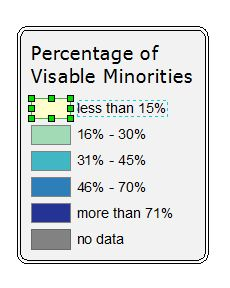 Percentage of
Visable Minorities
less than 15%
16% - 30%
31% - 45%
46% - 70%
more than 71%
no data